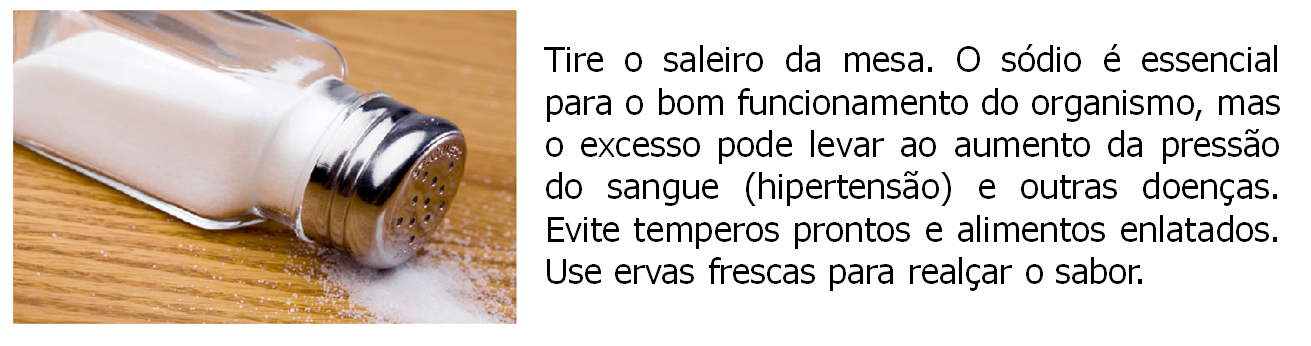 Tire o saleiro da mesa. O sódio é essencial
para o bom funcionamento do organismo, mas
o excesso pode levar ao aumento da pressão
do sangue (hipertensão) e outras doenças.
Evite temperos prontos e alimentos enlatados.
Use ervas frescas para realçar o sabor.